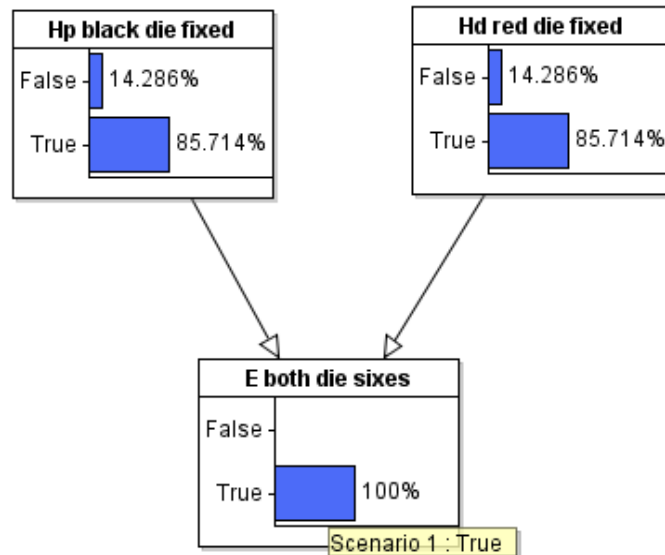 Hp black die fixed
False 14.286%
True 85.714%
Hd red die fixed
False 14.286%
True 85.714%
E both die sixes
False
True 100%
Scenario 1 : True